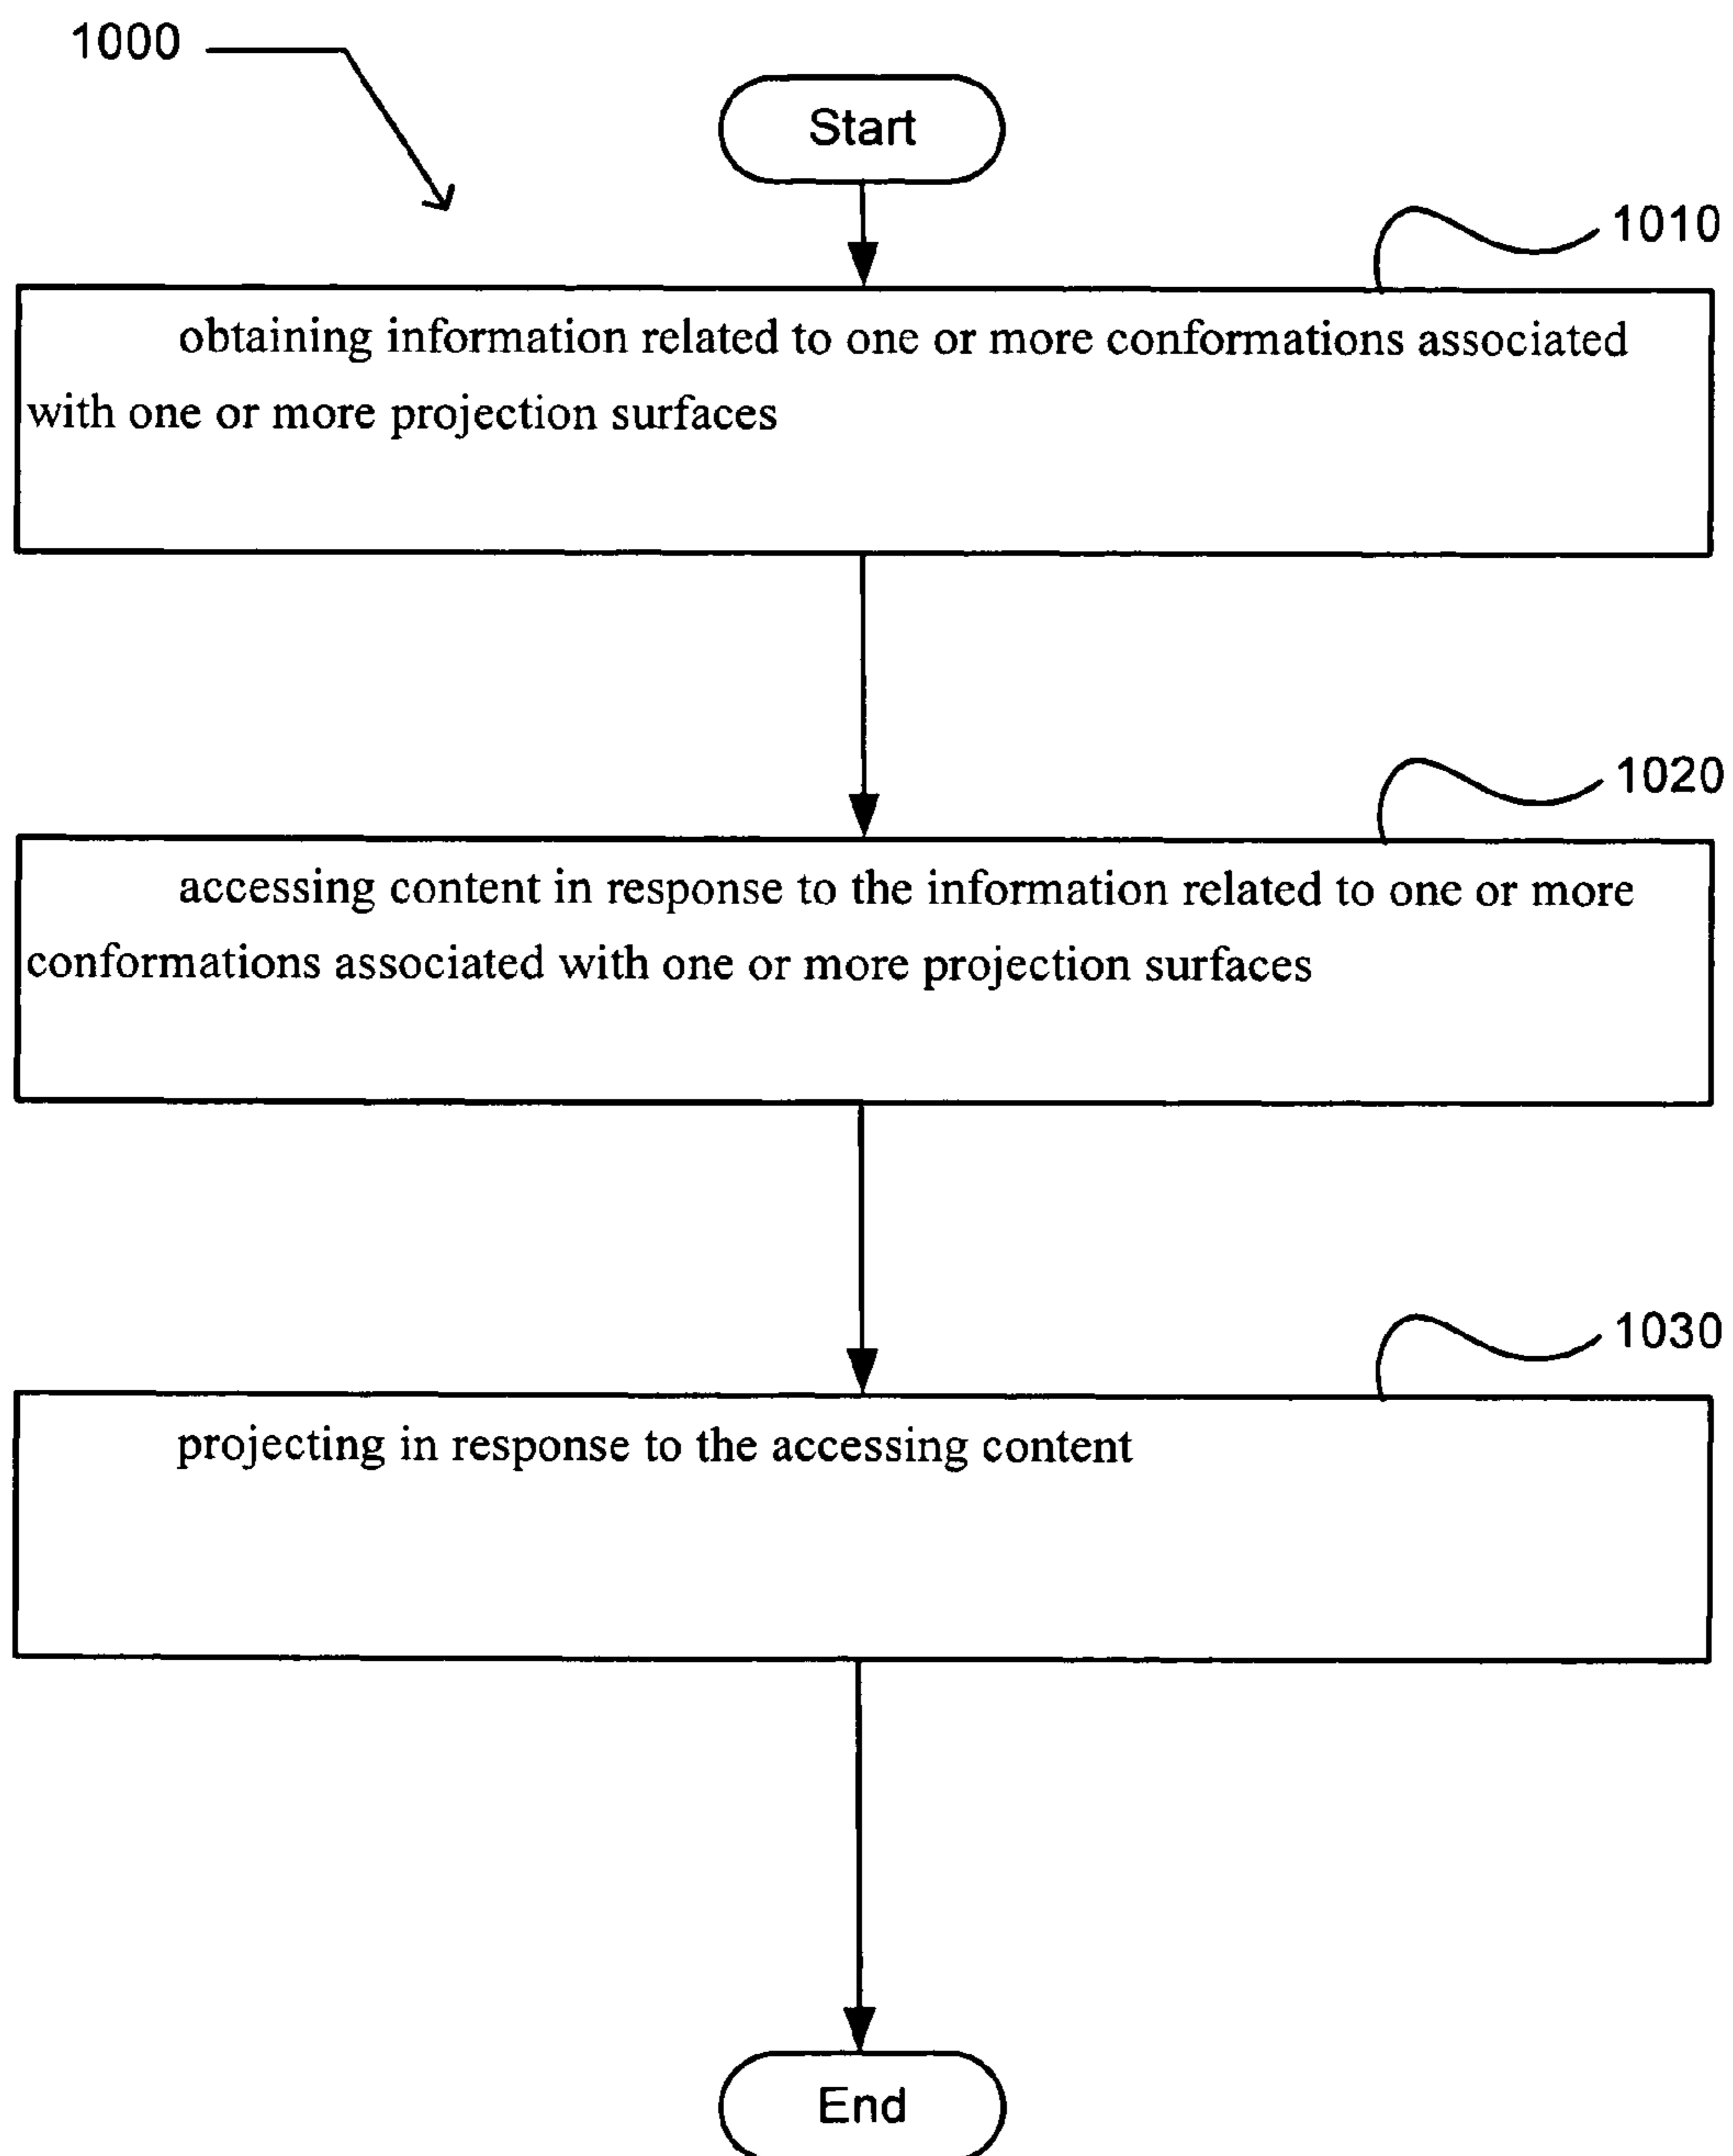 1000
Start
1010
obtaining information related to one or more conformations associated
with one or more projection surfaces
1020
accessing content in response to the information related to one or more
conformations associated with one or more projection surfaces
1030
projecting in response to the accessing content
End